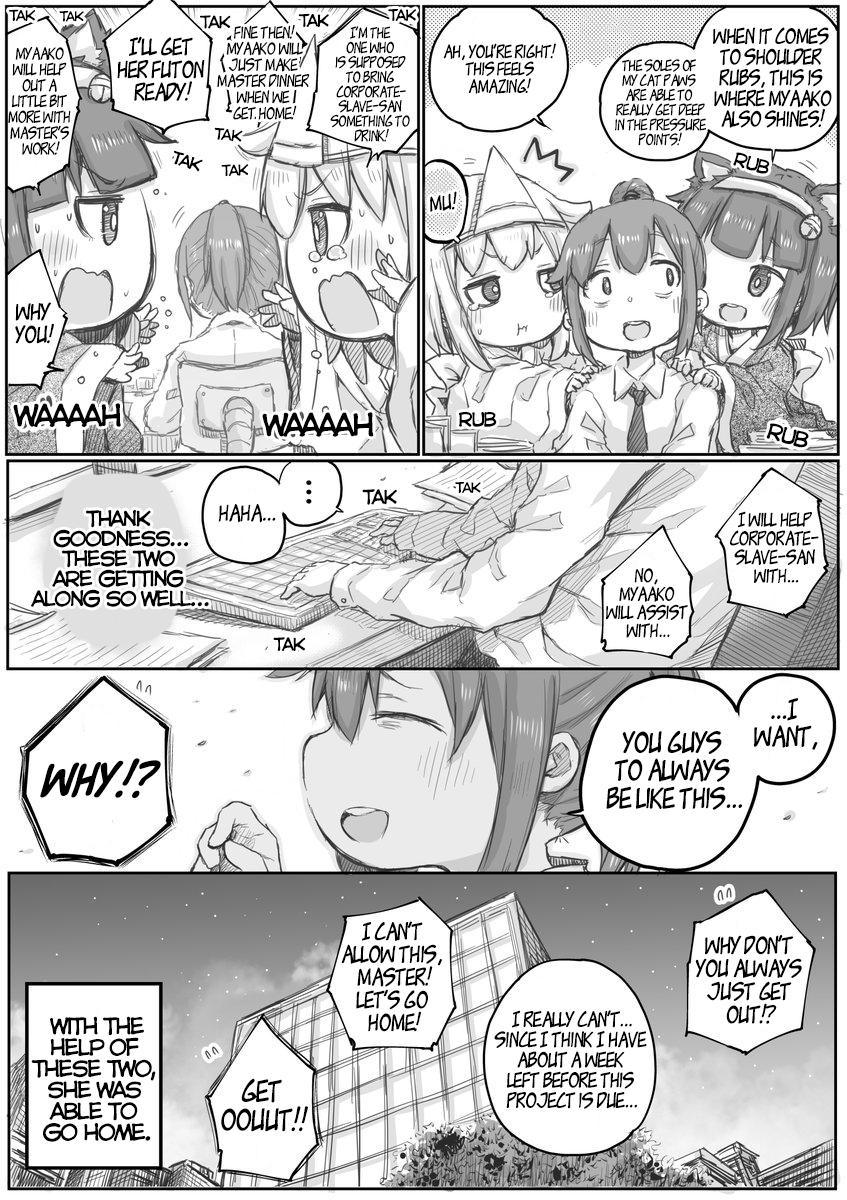 WHEN IT COMES
TO SHOULDER
RUBS, THIS IS
WHERE MYAAKO
ALSO SHINES!
THE SOLES OF
MY CAT PAWS
ARE ABLE TO
REALLY GET DEEP
IN THE PRESSURE
POINTS!
AH, YOU'RE RIGHT!
THIS FEELS
AMAZING!
MU!
RUB
RUB
RUB
TAK
TAK
TAK
TAK
I'M THE
ONE WHO
IS SUPPOSED
TO BRING
CORPORATE-
SLAVE-SAN
SOMETHING
TO DRINK!
FINE THEN!
MYAAKO WILL
JUST MAKE
MASTER DINNER
WHEN WE
GET HOME!
I'LL GET
HER FUTON
READY!
MYAAKO
WILL HELP
OUT A
LITTLE BIT
MORE WITH
MASTER'S
WORK!
TAK
TAK
TAK
WHY
YOU!
WAAAAH
WAAAAH
I WILL HELP
CORPORATE-
SLAVE-SAN
WITH...
NO,
MYAAKO
WILL ASSIST
WITH...
TAK
TAK
...
HAHA...
TAK
THANK
GOODNESS...
THESE TWO
ARE GETTING
ALONG SO WELL...
...I
WANT,
YOU GUYS
TO ALWAYS
BE LIKE THIS...
WHY!?
WHY DON'T
YOU ALWAYS
JUST GET
OUT!?
I REALLY CAN'T...
SINCE I THINK I HAVE
ABOUT A WEEK
LEFT BEFORE THIS
PROJECT IS DUE...
I CAN'T
ALLOW THIS,
MASTER!
LET'S GO
HOME!
GET
OOUUT!!
WITH THE
HELP OF
THESE TWO,
SHE WAS
ABLE TO
GO HOME.